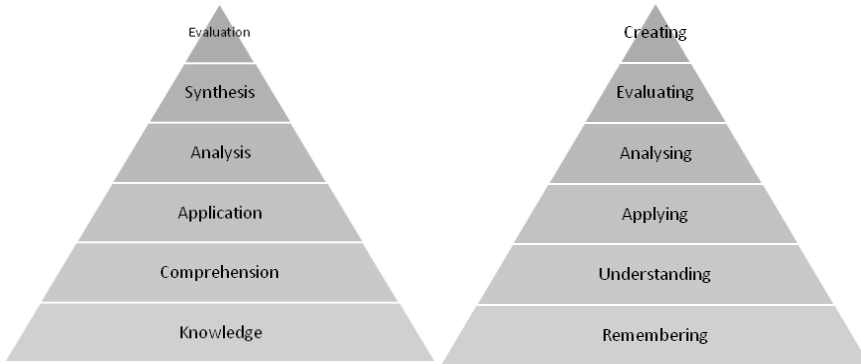 Evaluation
Synthesis
Analysis
Application
Comprehension
Knowledge
Creating
Evaluating
Analysing
Applying
Understanding
Remembering